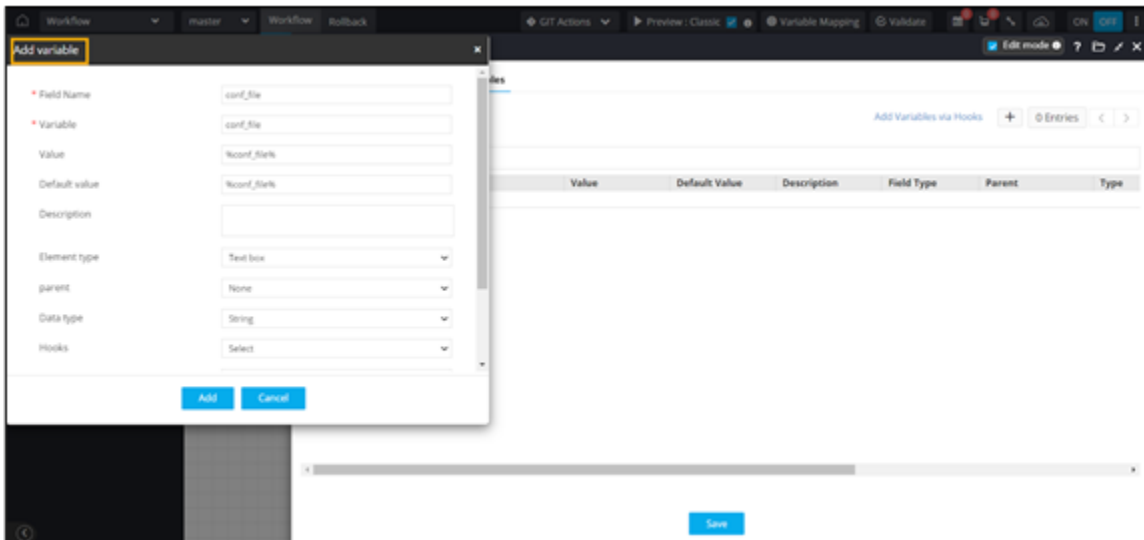 Workflow master Workflow Rollback GIT Actions Preview : Classic Variable Mapping Validate ON OFF
Add variable × Edit mode ?
les
* Field Name conf_file
* Variable conf_file
Add Variables via Hooks + 0 Entries < >
Value %conf_file%
Default value %conf_file%
Value Default Value Description Field Type Parent Type
Description
Element type Text box
parent None
Data type String
Hooks Select
Add Cancel
Save